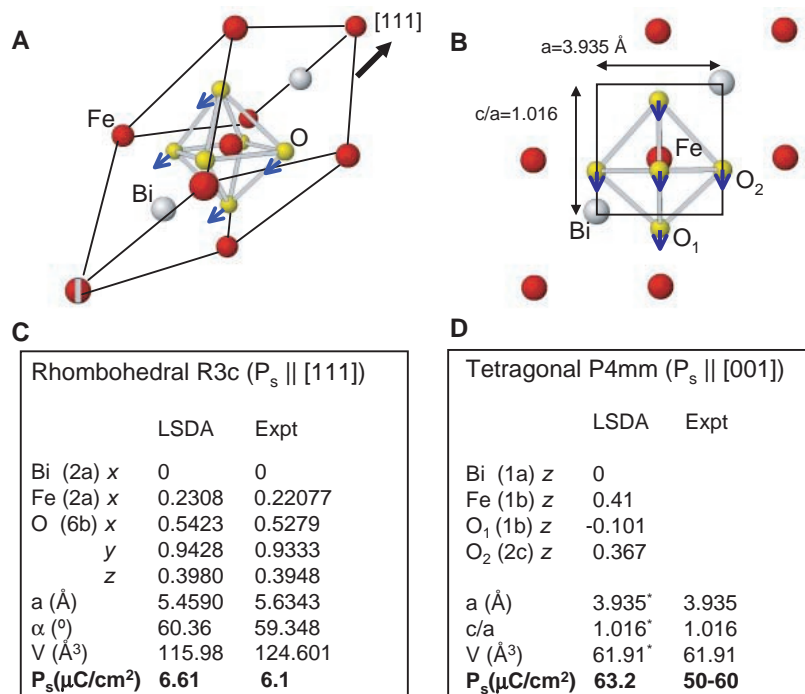 A
[111]
Fe
O
Bi
B
a=3.935 Å
c/a=1.016
Fe
O₂
Bi
O₁
C
Rhombohedral R3c (Pₛ || [111])
LSDA Expt
Bi (2a) x 0 0
Fe (2a) x 0.2308 0.22077
O (6b) x 0.5423 0.5279
y 0.9428 0.9333
z 0.3980 0.3948
a (Å) 5.4590 5.6343
α (º) 60.36 59.348
V (Å³) 115.98 124.601
Pₛ(μC/cm²) 6.61 6.1
D
Tetragonal P4mm (Pₛ || [001])
LSDA Expt
Bi (1a) z 0
Fe (1b) z 0.41
O₁ (1b) z -0.101
O₂ (2c) z 0.367
a (Å) 3.935* 3.935
c/a 1.016* 1.016
V (Å³) 61.91* 61.91
Pₛ(μC/cm²) 63.2 50-60